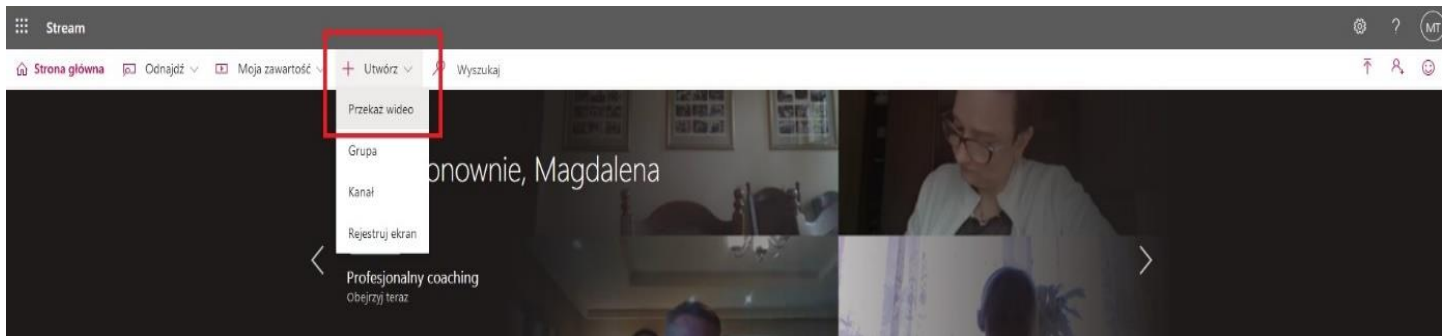 Stream
?
MT
Strona główna Odnajdź Moja zawartość + Utwórz Wyszukaj
Przekaż wideo
Grupa
Kanał
Rejestruj ekran
onownie, Magdalena
Profesjonalny coaching
Obejrzyj teraz